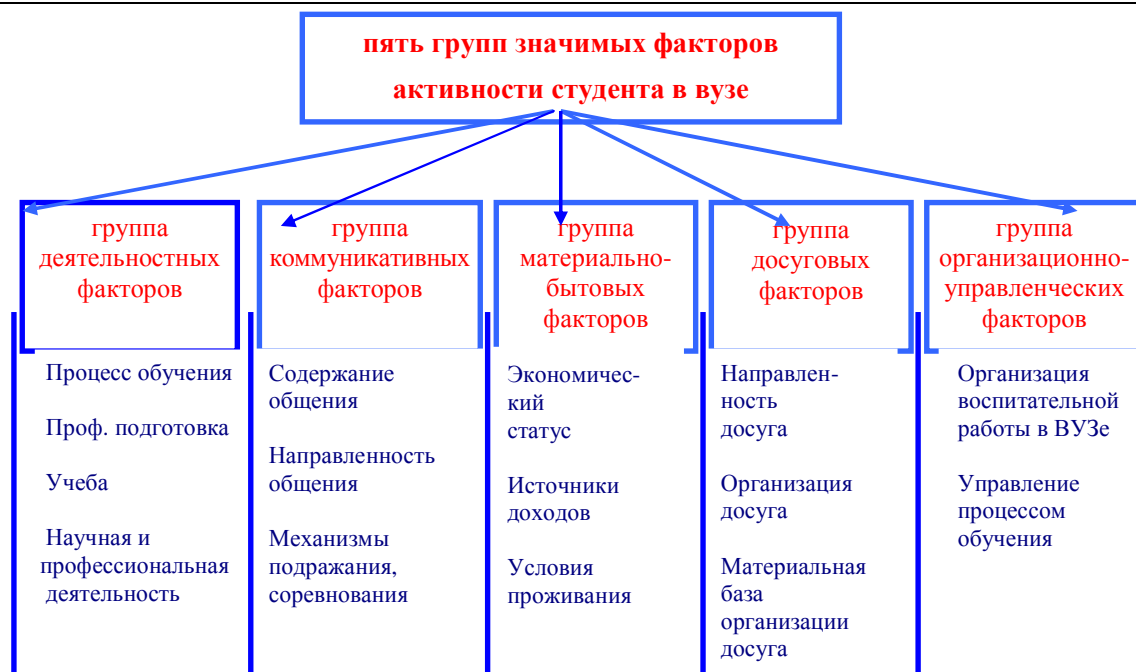 пять групп значимых факторов
активности студента в вузе
группа
деятельностных
факторов
Процесс обучения
Проф. подготовка
Учеба
Научная и
профессиональная
деятельность
группа
коммуникативных
факторов
Содержание
общения
Направленность
общения
Механизмы
подражания,
соревнования
группа
материально-
бытовых
факторов
Экономичес-
кий
статус
Источники
доходов
Условия
проживания
группа
досуговых
факторов
Направлен-
ность
досуга
Организация
досуга
Материальная
база
организации
досуга
группа
организационно-
управленческих
факторов
Организация
воспитательной
работы в ВУЗе
Управление
процессом
обучения